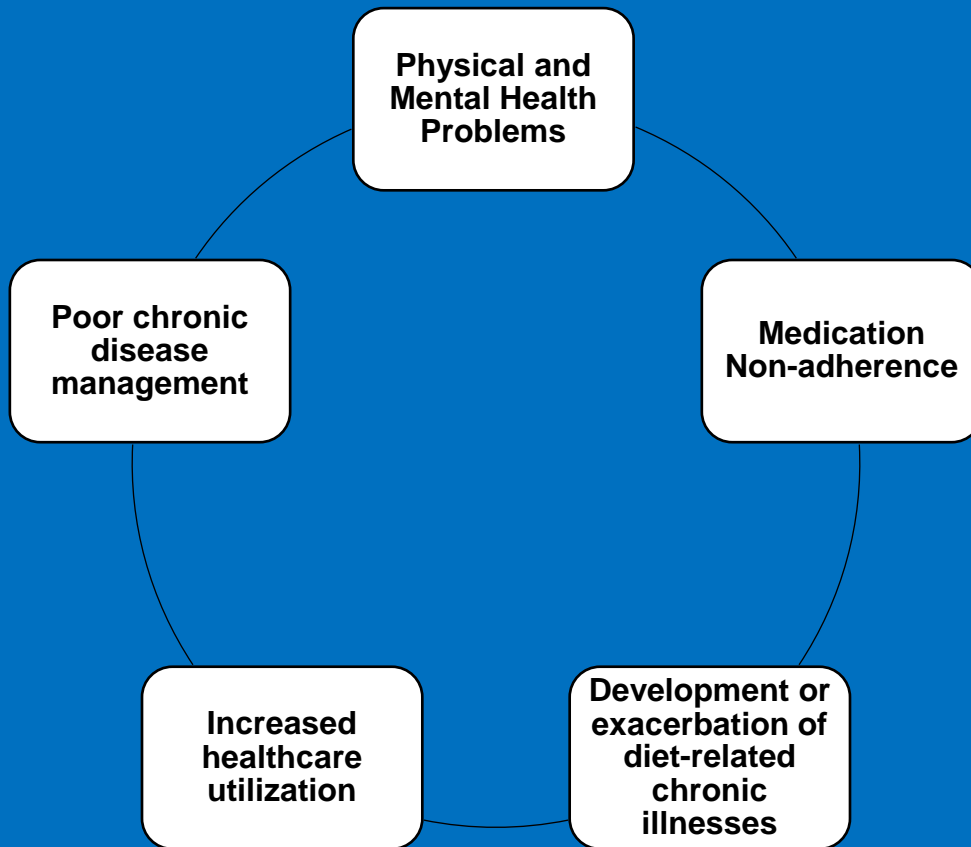 Physical and
Mental Health
Problems
Medication
Non-adherence
Development or
exacerbation of
diet-related
chronic
illnesses
Increased
healthcare
utilization
Poor chronic
disease
management